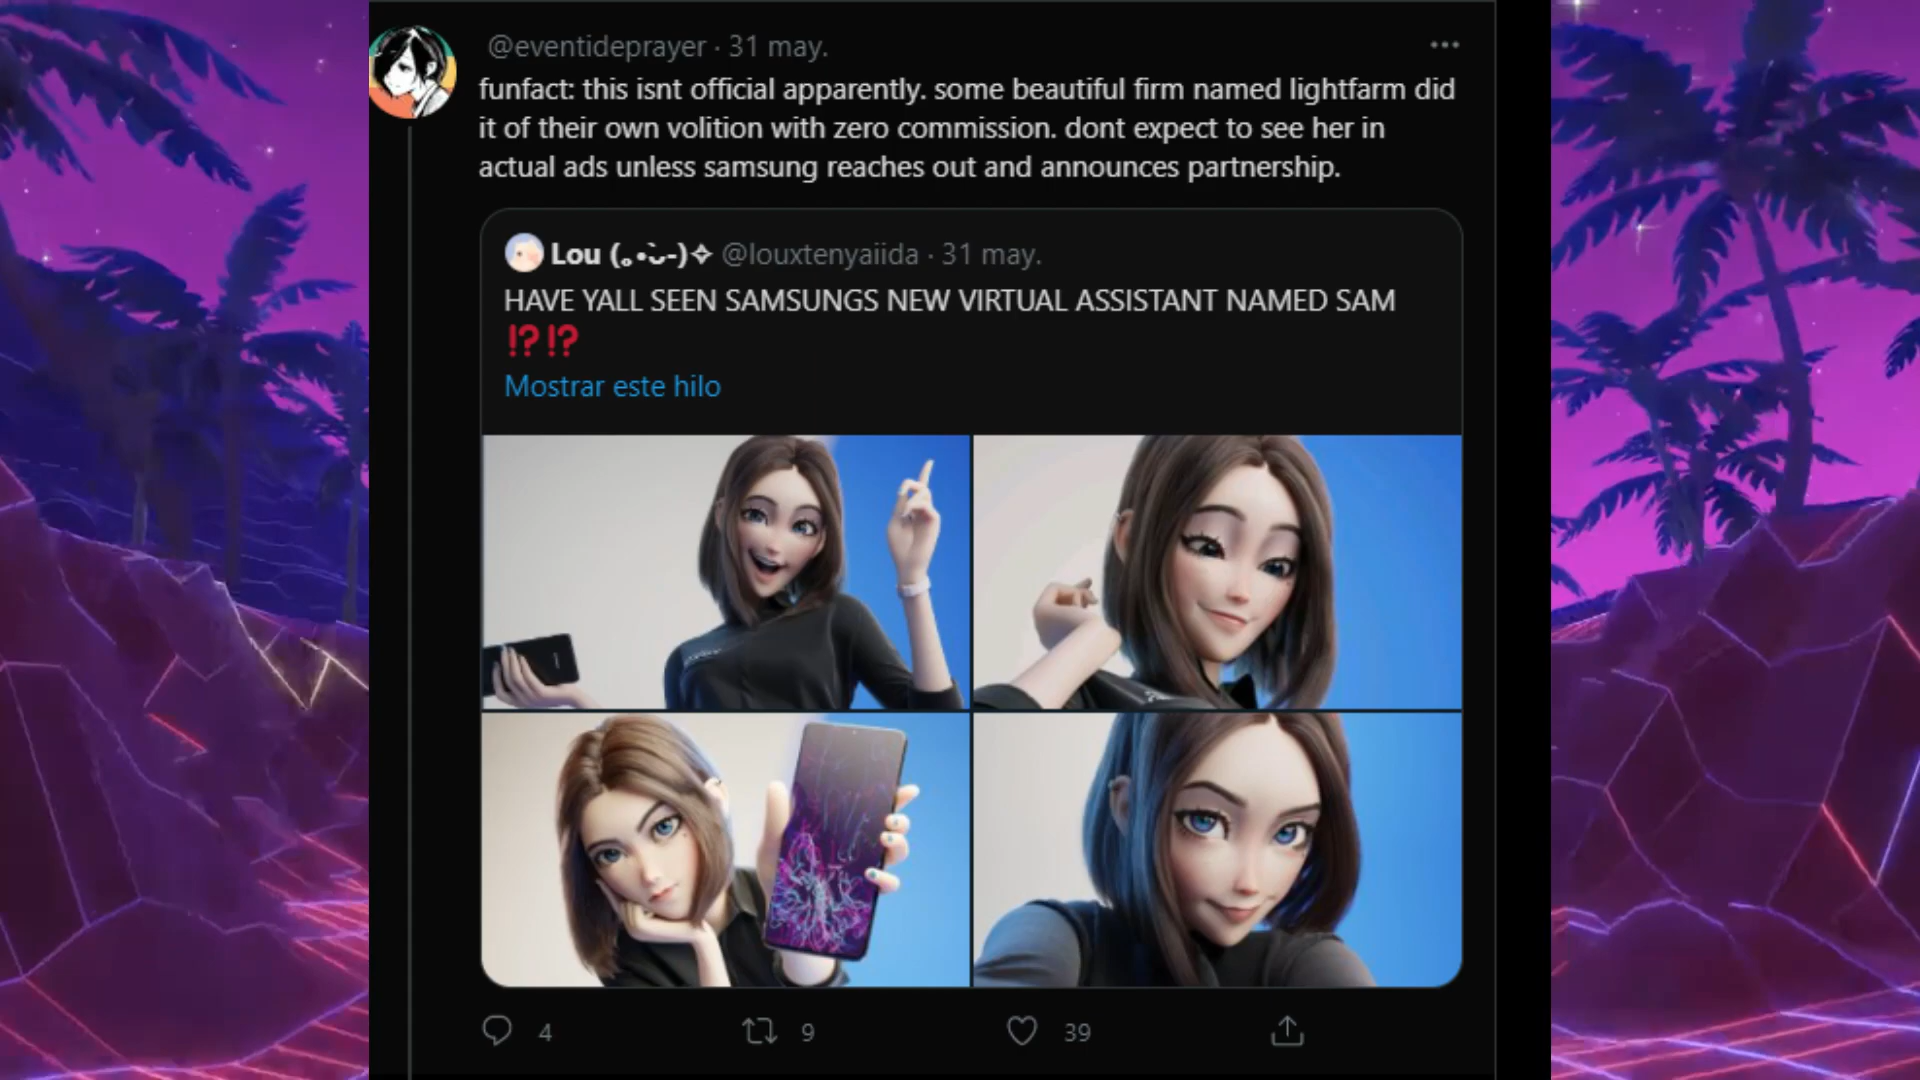 @eventideprayer · 31 may.
funfact: this isnt official apparently. some beautiful firm named lightfarm did
it of their own volition with zero commission. dont expect to see her in
actual ads unless samsung reaches out and announces partnership.
Lou (｡•̀ᴗ-)✧ @louxtenyaiida · 31 may.
HAVE YALL SEEN SAMSUNGS NEW VIRTUAL ASSISTANT NAMED SAM
⁉️⁉️
Mostrar este hilo
4 9 39